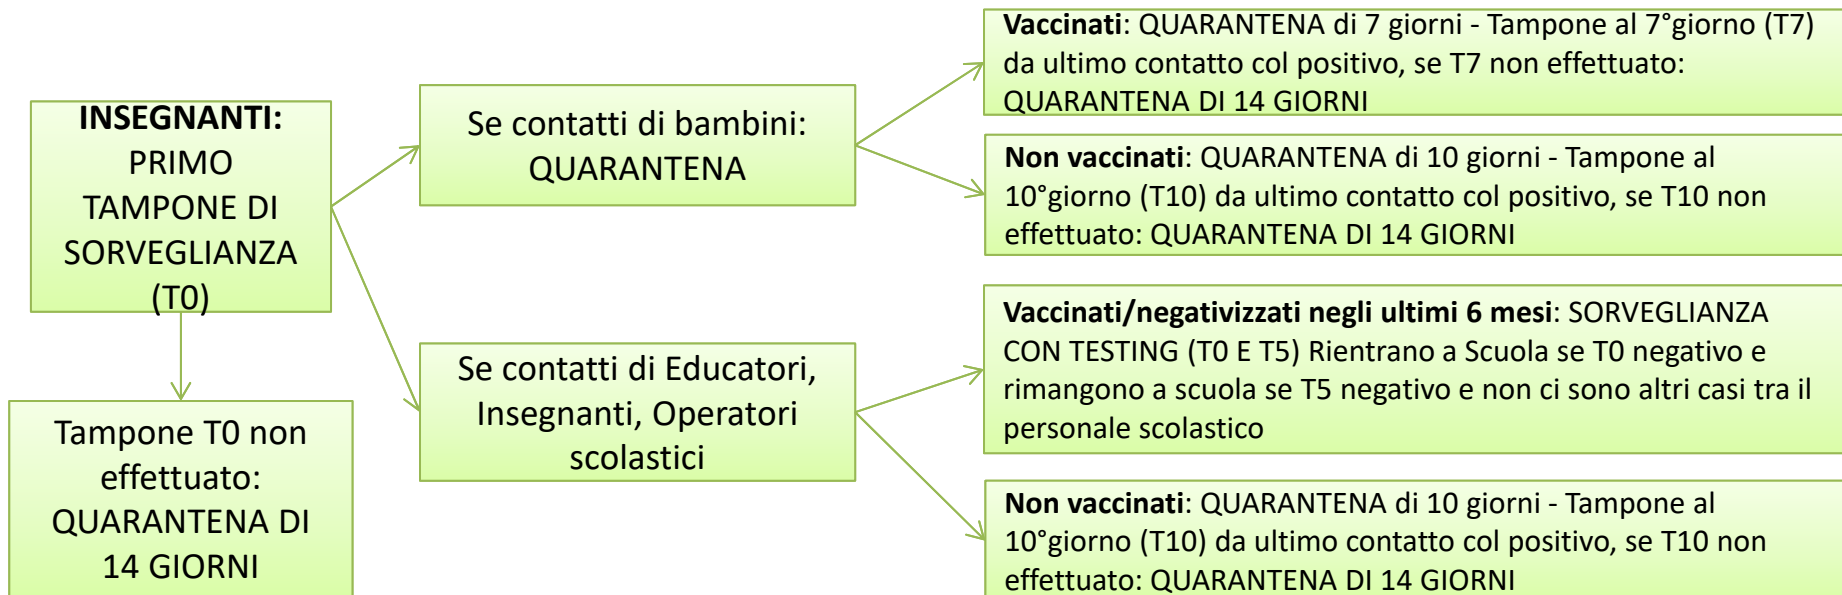 INSEGNANTI:
PRIMO
TAMPONE DI
SORVEGLIANZA
(T0)
Tampone T0 non
effettuato:
QUARANTENA DI
14 GIORNI
Se contatti di bambini:
QUARANTENA
Se contatti di Educatori,
Insegnanti, Operatori
scolastici
Vaccinati: QUARANTENA di 7 giorni - Tampone al 7°giorno (T7)
da ultimo contatto col positivo, se T7 non effettuato:
QUARANTENA DI 14 GIORNI
Non vaccinati: QUARANTENA di 10 giorni - Tampone al
10°giorno (T10) da ultimo contatto col positivo, se T10 non
effettuato: QUARANTENA DI 14 GIORNI
Vaccinati/negativizzati negli ultimi 6 mesi: SORVEGLIANZA
CON TESTING (T0 E T5) Rientrano a Scuola se T0 negativo e
rimangono a scuola se T5 negativo e non ci sono altri casi tra il
personale scolastico
Non vaccinati: QUARANTENA di 10 giorni - Tampone al
10°giorno (T10) da ultimo contatto col positivo, se T10 non
effettuato: QUARANTENA DI 14 GIORNI